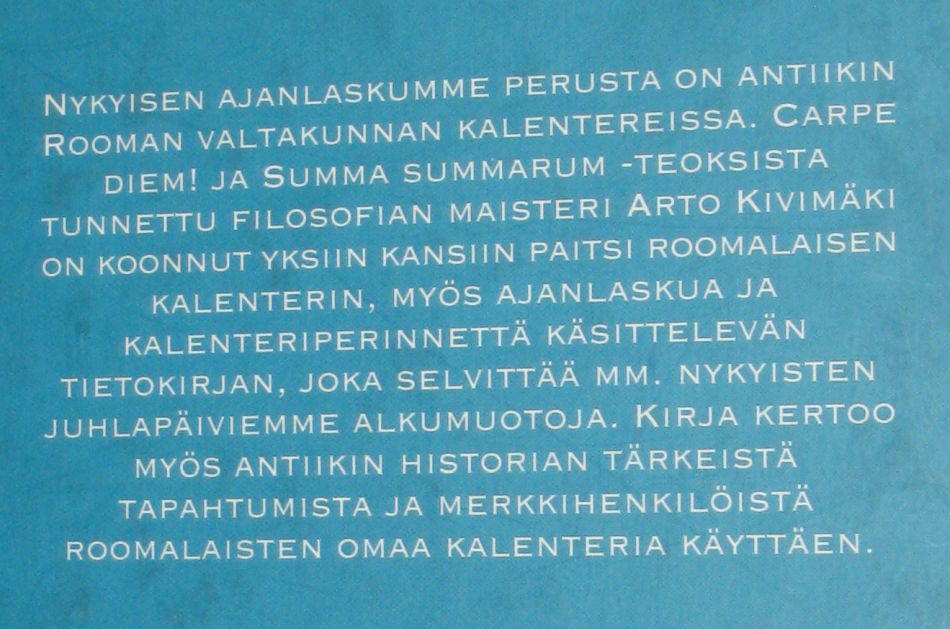 Nykyisen ajanlaskumme perusta on antiikin
Rooman valtakunnan kalentereissa. Carpe
diem! ja Summa summarum -teoksista
tunnettu filosofian maisteri Arto Kivimäki
on koonnut yksiin kansiin paitsi roomalaisen
kalenterin, myös ajanlaskua ja
kalenteriperinnettä käsittelevän
tietokirjan, joka selvittää mm. nykyisten
juhlapäiviemme alkumuotoja. Kirja kertoo
myös antiikin historian tärkeistä
tapahtumista ja merkkihenkilöistä
roomalaisten omaa kalenteria käyttäen.